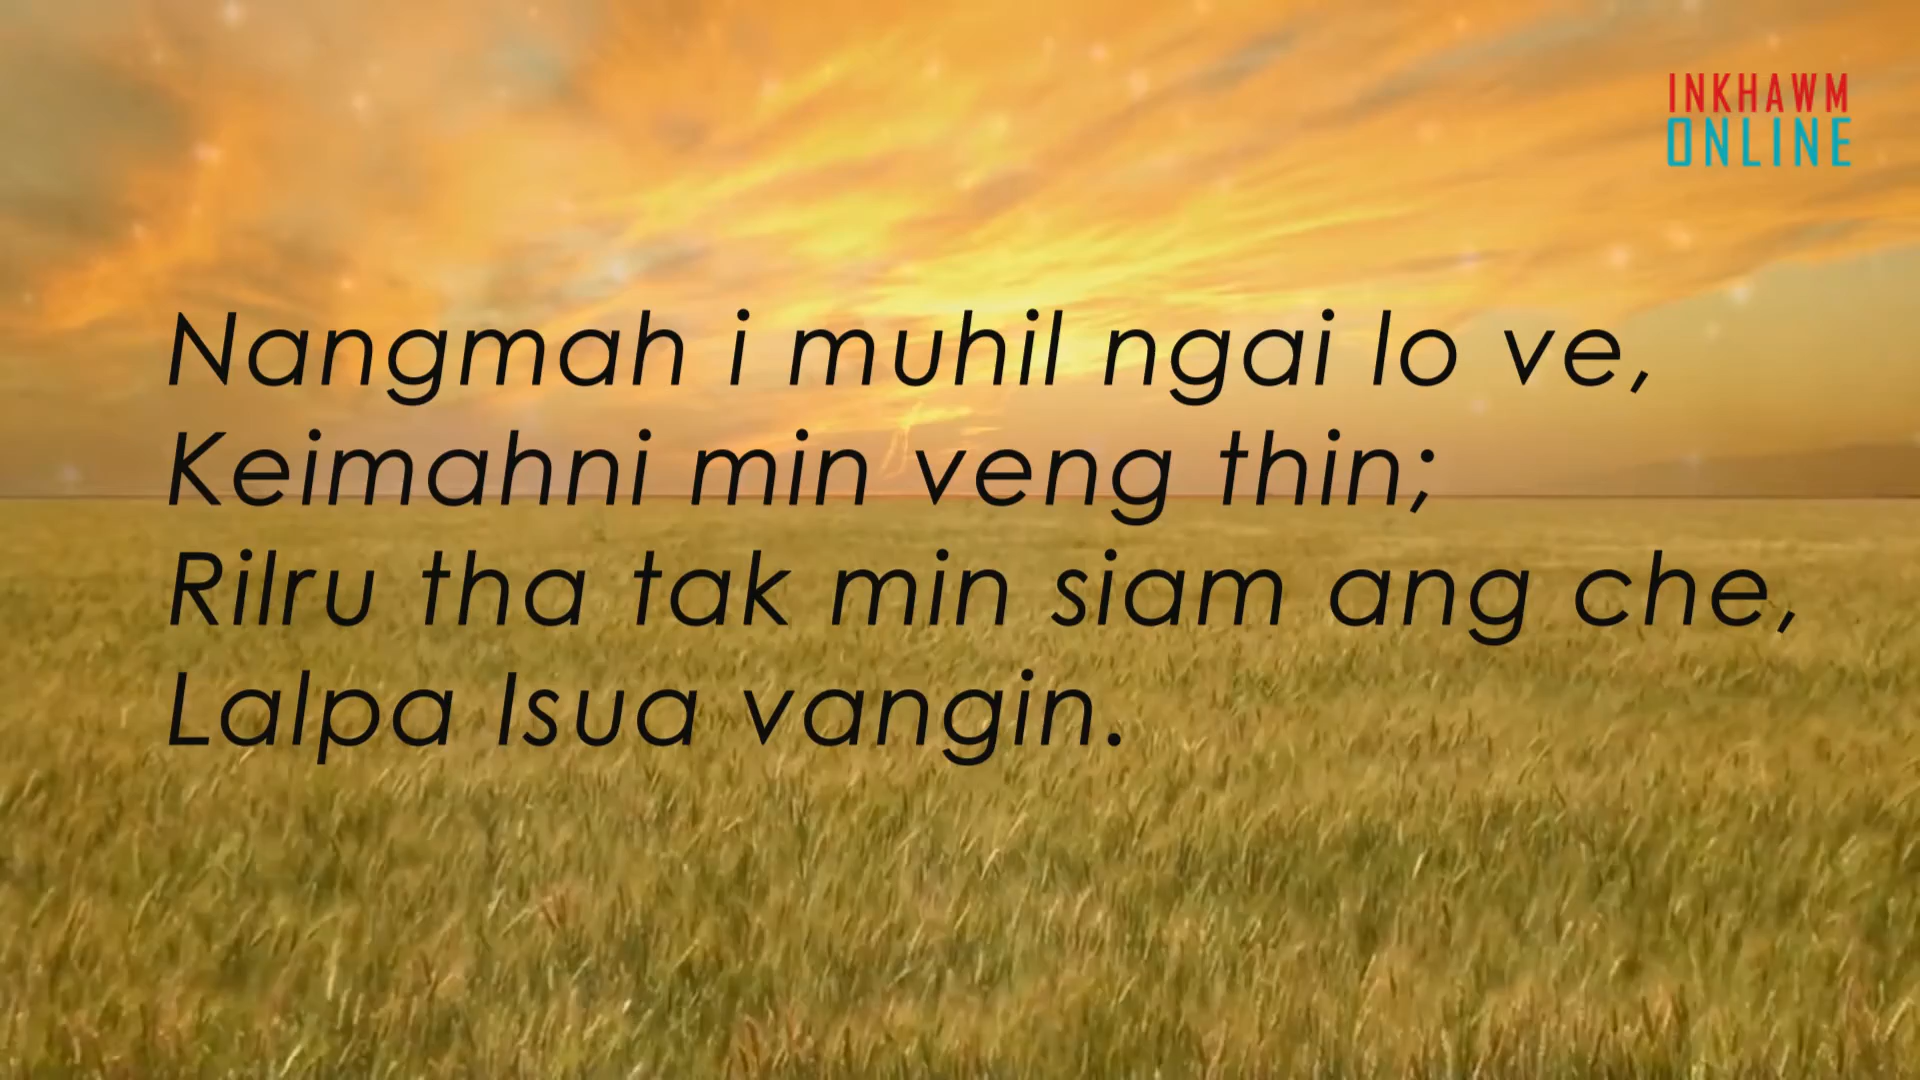 INKHAWM
ONLINE
Nangmah i muhil ngai lo ve,
Keimahni min veng thin;
Rilru tha tak min siam ang che,
Lalpa Isua vangin.